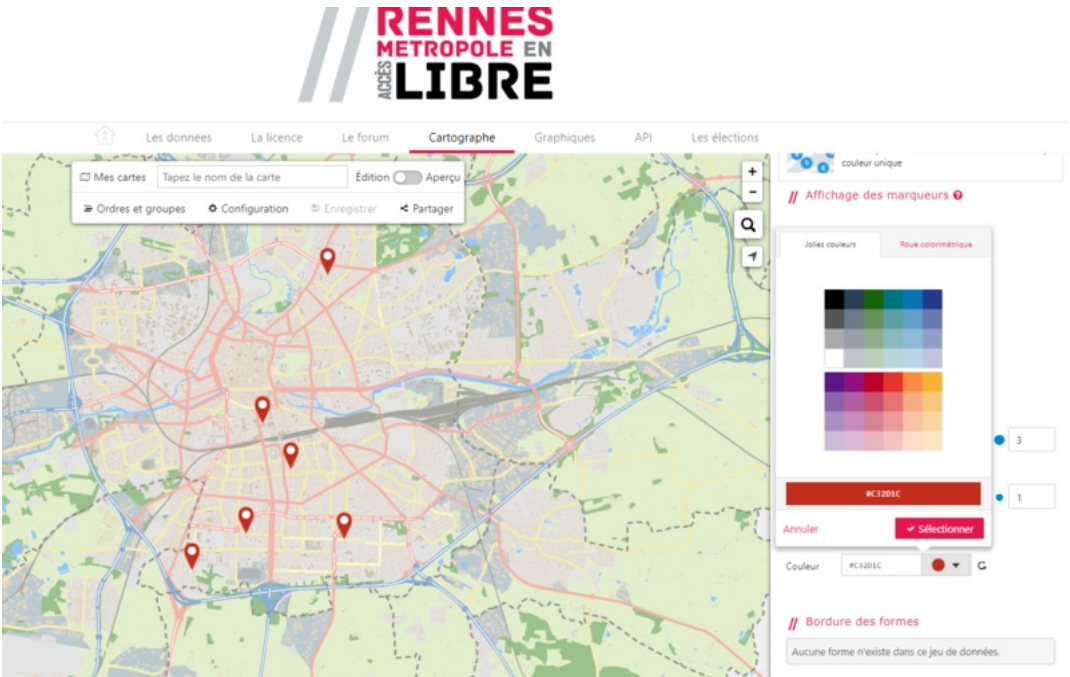 RENNES
METROPOLE EN
ACCÈS
LIBRE
Les données
La licence
Le forum
Cartographe
Graphiques
API
Les élections
Mes cartes
Tapez le nom de la carte
Édition
Aperçu
Ordres et groupes
Configuration
Enregistrer
Partager
+
−
couleur unique
// Affichage des marqueurs
Jolies couleurs
Roue colorimétrique
3
#C32D1C
1
Annuler
Sélectionner
Couleur
#C32D1C
// Bordure des formes
Aucune forme n'existe dans ce jeu de données.